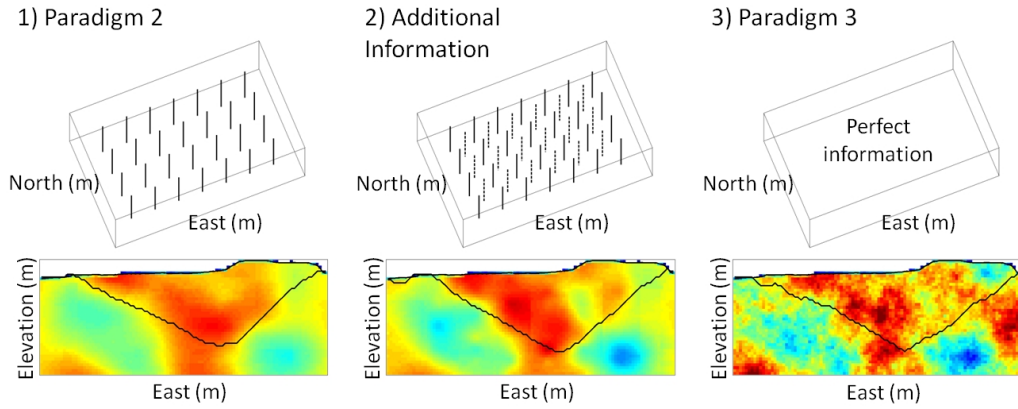 1) Paradigm 2
2) Additional
Information
3) Paradigm 3
North (m)
East (m)
North (m)
East (m)
Perfect
information
North (m)
East (m)
Elevation (m)
East (m)
Elevation (m)
East (m)
Elevation (m)
East (m)